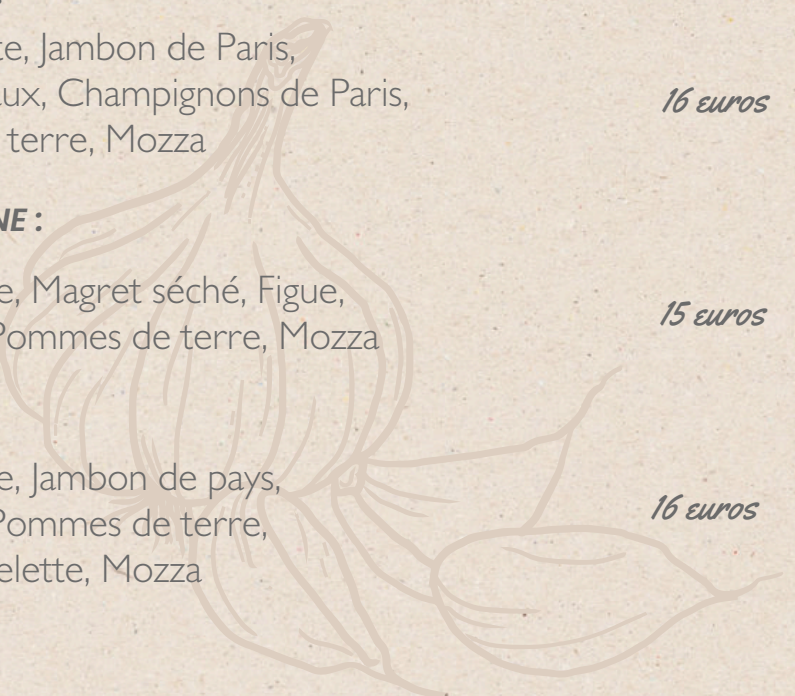 te, Jambon de Paris,
aux, Champignons de Paris,
16 euros
terre, Mozza
NE :
e, Magret séché, Figue,
15 euros
Pommes de terre, Mozza
e, Jambon de pays,
16 euros
Pommes de terre,
elette, Mozza